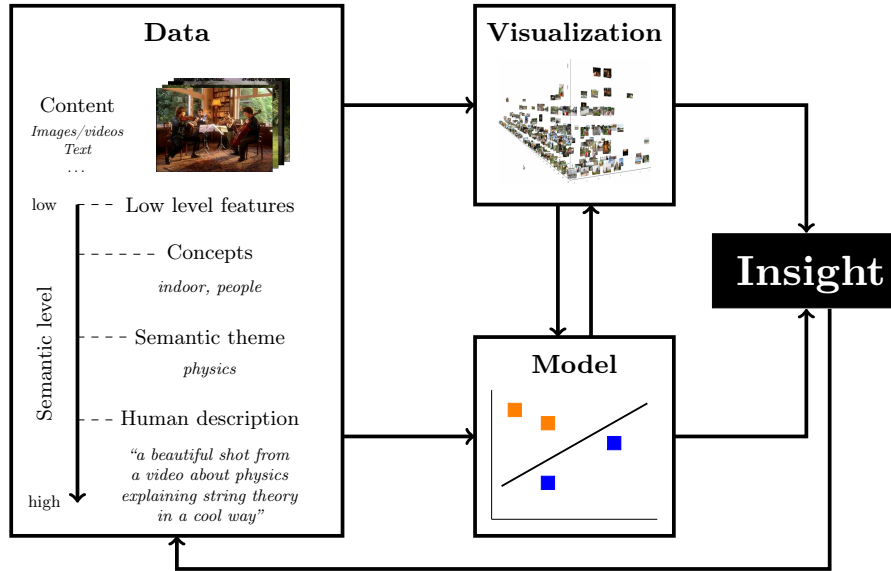 Data
Content
Images/videos
Text
...
low
Low level features
Concepts
indoor, people
Semantic level
Semantic theme
physics
Human description
“a beautiful shot from
a video about physics
explaining string theory
in a cool way”
high
Visualization
Model
Insight